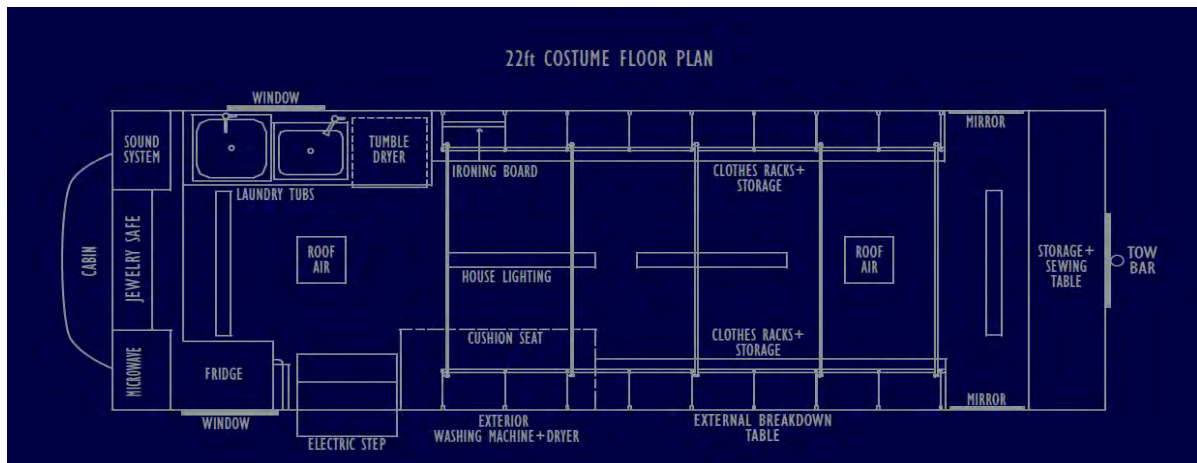 22ft COSTUME FLOOR PLAN
WINDOW
SOUND
SYSTEM
TUMBLE
DRYER
MIRROR
IRONING BOARD
CLOTHES RACKS+
STORAGE
LAUNDRY TUBS
CABIN
JEWELRY SAFE
ROOF
AIR
HOUSE LIGHTING
ROOF
AIR
STORAGE+
SEWING
TABLE
TOW
BAR
MICROWAVE
FRIDGE
CUSHION SEAT
CLOTHES RACKS+
STORAGE
MIRROR
WINDOW
ELECTRIC STEP
EXTERIOR
WASHING MACHINE+DRYER
EXTERNAL BREAKDOWN
TABLE